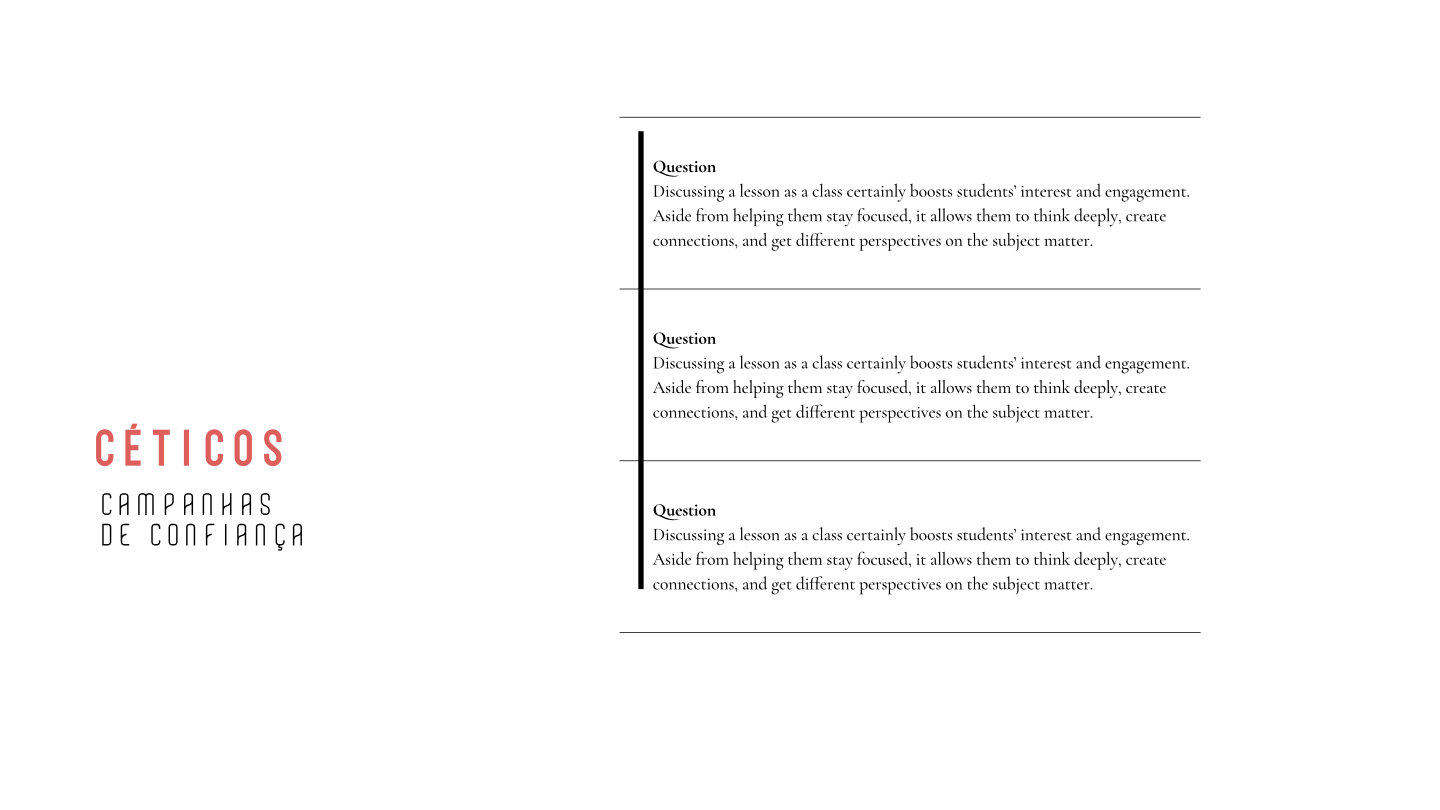 CÉTICOS
CAMPANHAS
DE CONFIANÇA
Question
Discussing a lesson as a class certainly boosts students’ interest and engagement.
Aside from helping them stay focused, it allows them to think deeply, create
connections, and get different perspectives on the subject matter.
Question
Discussing a lesson as a class certainly boosts students’ interest and engagement.
Aside from helping them stay focused, it allows them to think deeply, create
connections, and get different perspectives on the subject matter.
Question
Discussing a lesson as a class certainly boosts students’ interest and engagement.
Aside from helping them stay focused, it allows them to think deeply, create
connections, and get different perspectives on the subject matter.